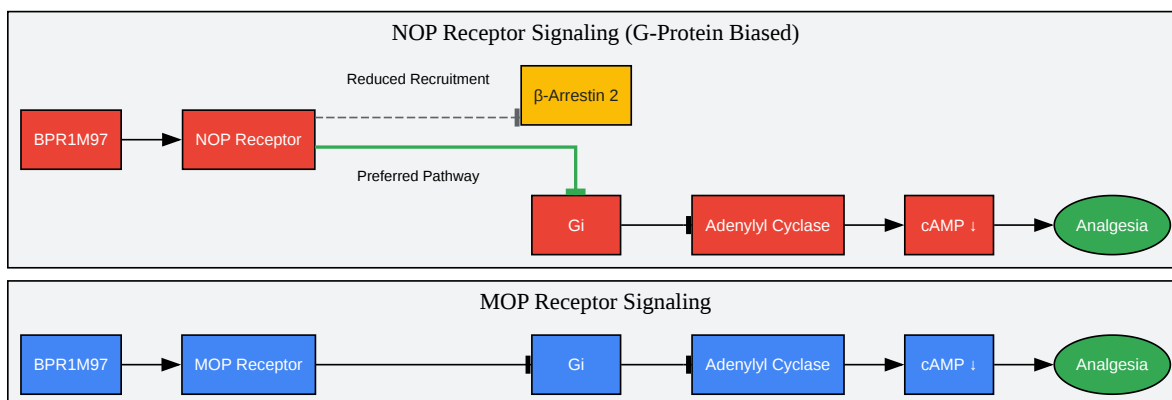 NOP Receptor Signaling (G-Protein Biased)
Reduced Recruitment
β-Arrestin 2
BPR1M97
NOP Receptor
Preferred Pathway
Gi
Adenylyl Cyclase
cAMP ↓
Analgesia
MOP Receptor Signaling
BPR1M97
MOP Receptor
Gi
Adenylyl Cyclase
cAMP ↓
Analgesia